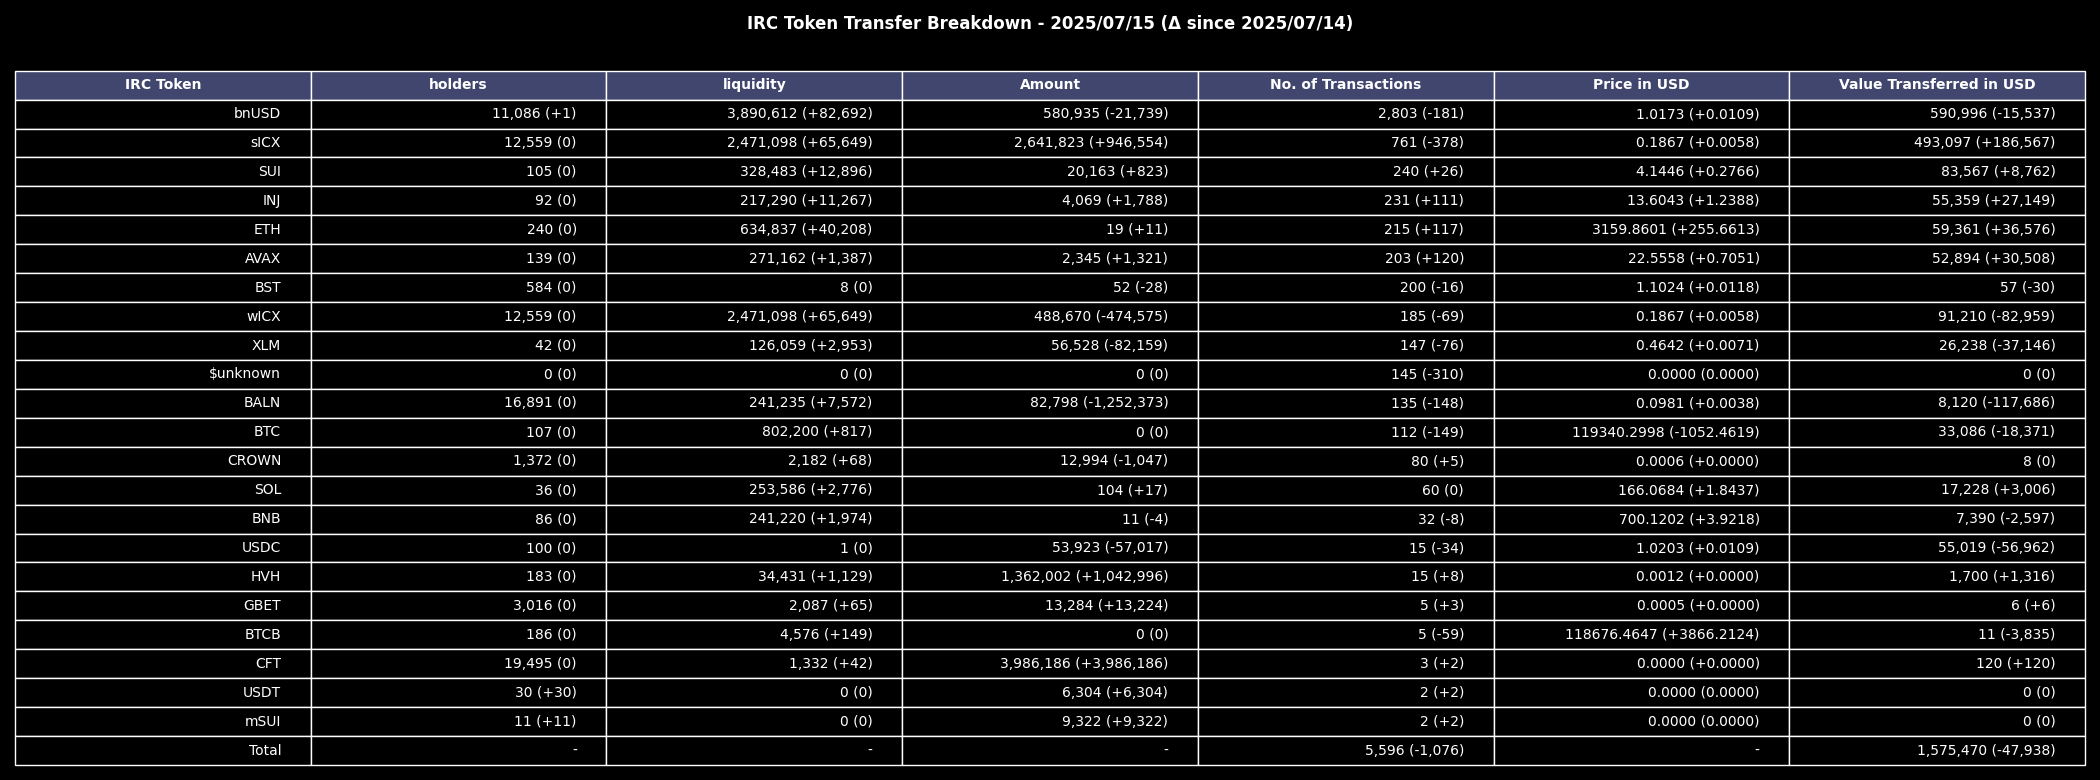 IRC Token Transfer Breakdown - 2025/07/15 (Δ since 2025/07/14)
IRC Token holders liquidity Amount No. of Transactions Price in USD Value Transferred in USD
bnUSD 11,086 (+1) 3,890,612 (+82,692) 580,935 (-21,739) 2,803 (-181) 1.0173 (+0.0109) 590,996 (-15,537)
sICX 12,559 (0) 2,471,098 (+65,649) 2,641,823 (+946,554) 761 (-378) 0.1867 (+0.0058) 493,097 (+186,567)
SUI 105 (0) 328,483 (+12,896) 20,163 (+823) 240 (+26) 4.1446 (+0.2766) 83,567 (+8,762)
INJ 92 (0) 217,290 (+11,267) 4,069 (+1,788) 231 (+111) 13.6043 (+1.2388) 55,359 (+27,149)
ETH 240 (0) 634,837 (+40,208) 19 (+11) 215 (+117) 3159.8601 (+255.6613) 59,361 (+36,576)
AVAX 139 (0) 271,162 (+1,387) 2,345 (+1,321) 203 (+120) 22.5558 (+0.7051) 52,894 (+30,508)
BST 584 (0) 8 (0) 52 (-28) 200 (-16) 1.1024 (+0.0118) 57 (-30)
wICX 12,559 (0) 2,471,098 (+65,649) 488,670 (-474,575) 185 (-69) 0.1867 (+0.0058) 91,210 (-82,959)
XLM 42 (0) 126,059 (+2,953) 56,528 (-82,159) 147 (-76) 0.4642 (+0.0071) 26,238 (-37,146)
$unknown 0 (0) 0 (0) 0 (0) 145 (-310) 0.0000 (0.0000) 0 (0)
BALN 16,891 (0) 241,235 (+7,572) 82,798 (-1,252,373) 135 (-148) 0.0981 (+0.0038) 8,120 (-117,686)
BTC 107 (0) 802,200 (+817) 0 (0) 112 (-149) 119340.2998 (-1052.4619) 33,086 (-18,371)
CROWN 1,372 (0) 2,182 (+68) 12,994 (-1,047) 80 (+5) 0.0006 (+0.0000) 8 (0)
SOL 36 (0) 253,586 (+2,776) 104 (+17) 60 (0) 166.0684 (+1.8437) 17,228 (+3,006)
BNB 86 (0) 241,220 (+1,974) 11 (-4) 32 (-8) 700.1202 (+3.9218) 7,390 (-2,597)
USDC 100 (0) 1 (0) 53,923 (-57,017) 15 (-34) 1.0203 (+0.0109) 55,019 (-56,962)
HVH 183 (0) 34,431 (+1,129) 1,362,002 (+1,042,996) 15 (+8) 0.0012 (+0.0000) 1,700 (+1,316)
GBET 3,016 (0) 2,087 (+65) 13,284 (+13,224) 5 (+3) 0.0005 (+0.0000) 6 (+6)
BTCB 186 (0) 4,576 (+149) 0 (0) 5 (-59) 118676.4647 (+3866.2124) 11 (-3,835)
CFT 19,495 (0) 1,332 (+42) 3,986,186 (+3,986,186) 3 (+2) 0.0000 (+0.0000) 120 (+120)
USDT 30 (+30) 0 (0) 6,304 (+6,304) 2 (+2) 0.0000 (0.0000) 0 (0)
mSUI 11 (+11) 0 (0) 9,322 (+9,322) 2 (+2) 0.0000 (0.0000) 0 (0)
Total - - - 5,596 (-1,076) - 1,575,470 (-47,938)